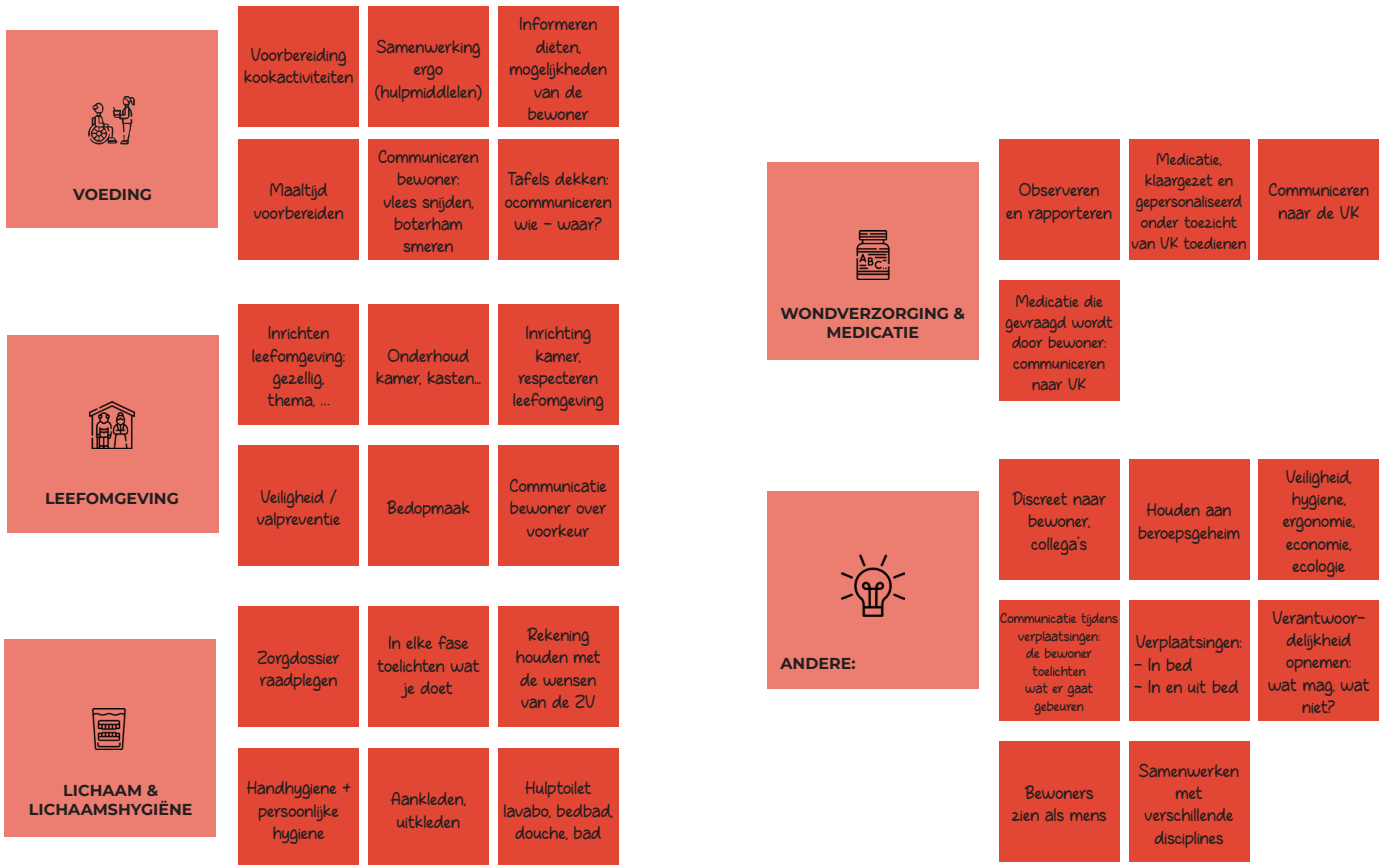 VOEDING
Voorbereiding
kookactiviteiten
Samenwerking
ergo
(hulpmiddlelen)
Informeren
diëten,
mogelijkheden
van de
bewoner
Maaltijd
voorbereiden
Communiceren
bewoner:
vlees snijden,
boterham
smeren
Tafels dekken:
ocommuniceren
wie - waar?
LEEFOMGEVING
Inrichten
leefomgeving:
gezellig,
thema, ...
Onderhoud
kamer, kasten...
Inrichting
kamer,
respecteren
leefomgeving
Veiligheid /
valpreventie
Bedopmaak
Communicatie
bewoner over
voorkeur
LICHAAM &
LICHAAMSHYGIËNE
Zorgdossier
raadplegen
In elke fase
toelichten wat
je doet
Rekening
houden met
de wensen
van de ZV
Handhygiene +
persoonlijke
hygiene
Aankleden,
uitkleden
Hulptoilet
lavabo, bedbad,
douche, bad
WONDVERZORGING &
MEDICATIE
ABC..
Observeren
en rapporteren
Medicatie,
klaargezet en
gepersonaliseerd
onder toezicht
van UK toedienen
Communiceren
naar de UK
Medicatie die
gevraagd wordt
door bewoner:
communiceren
naar UK
ANDERE:
Discreet naar
bewoner,
collega's
Houden aan
beroepsgeheim
Veiligheid,
hygiene,
ergonomie,
economie,
ecologie
Communicatie tijdens
verplaatsingen:
de bewoner
toelichten
wat er gaat
gebeuren
Verplaatsingen:
- In bed
- In en uit bed
Verantwoor-
delijkheid
opnemen:
wat mag, wat
niet?
Bewoners
zien als mens
Samenwerken
met
verschillende
disciplines